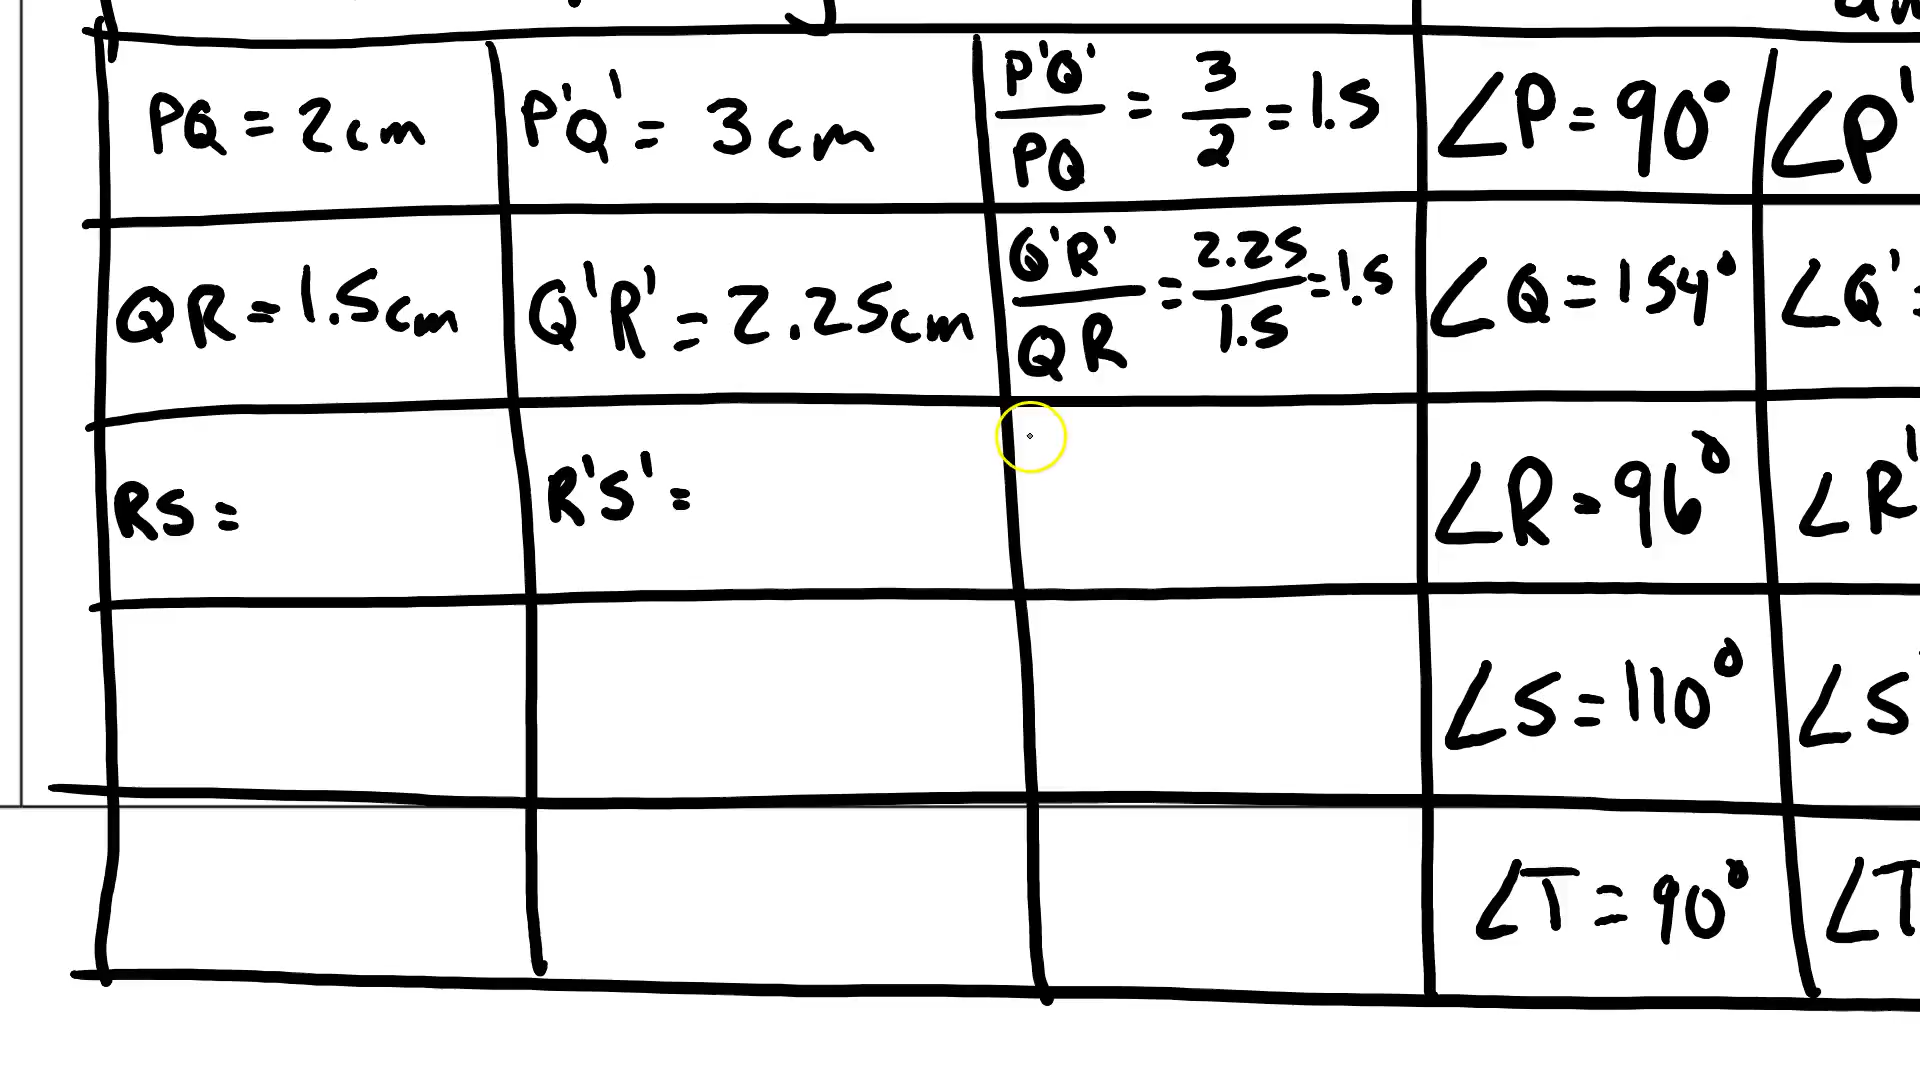 PQ = 2cm P'Q' = 3cm P'Q'/PQ = 3/2 = 1.5 ∠P = 90° ∠P'
QR = 1.5cm Q'R' = 2.25cm Q'R'/QR = 2.25/1.5 = 1.5 ∠Q = 154° ∠Q' =
RS = R'S' = ∠R = 96° ∠R'
∠S = 110° ∠S
∠T = 90° ∠T